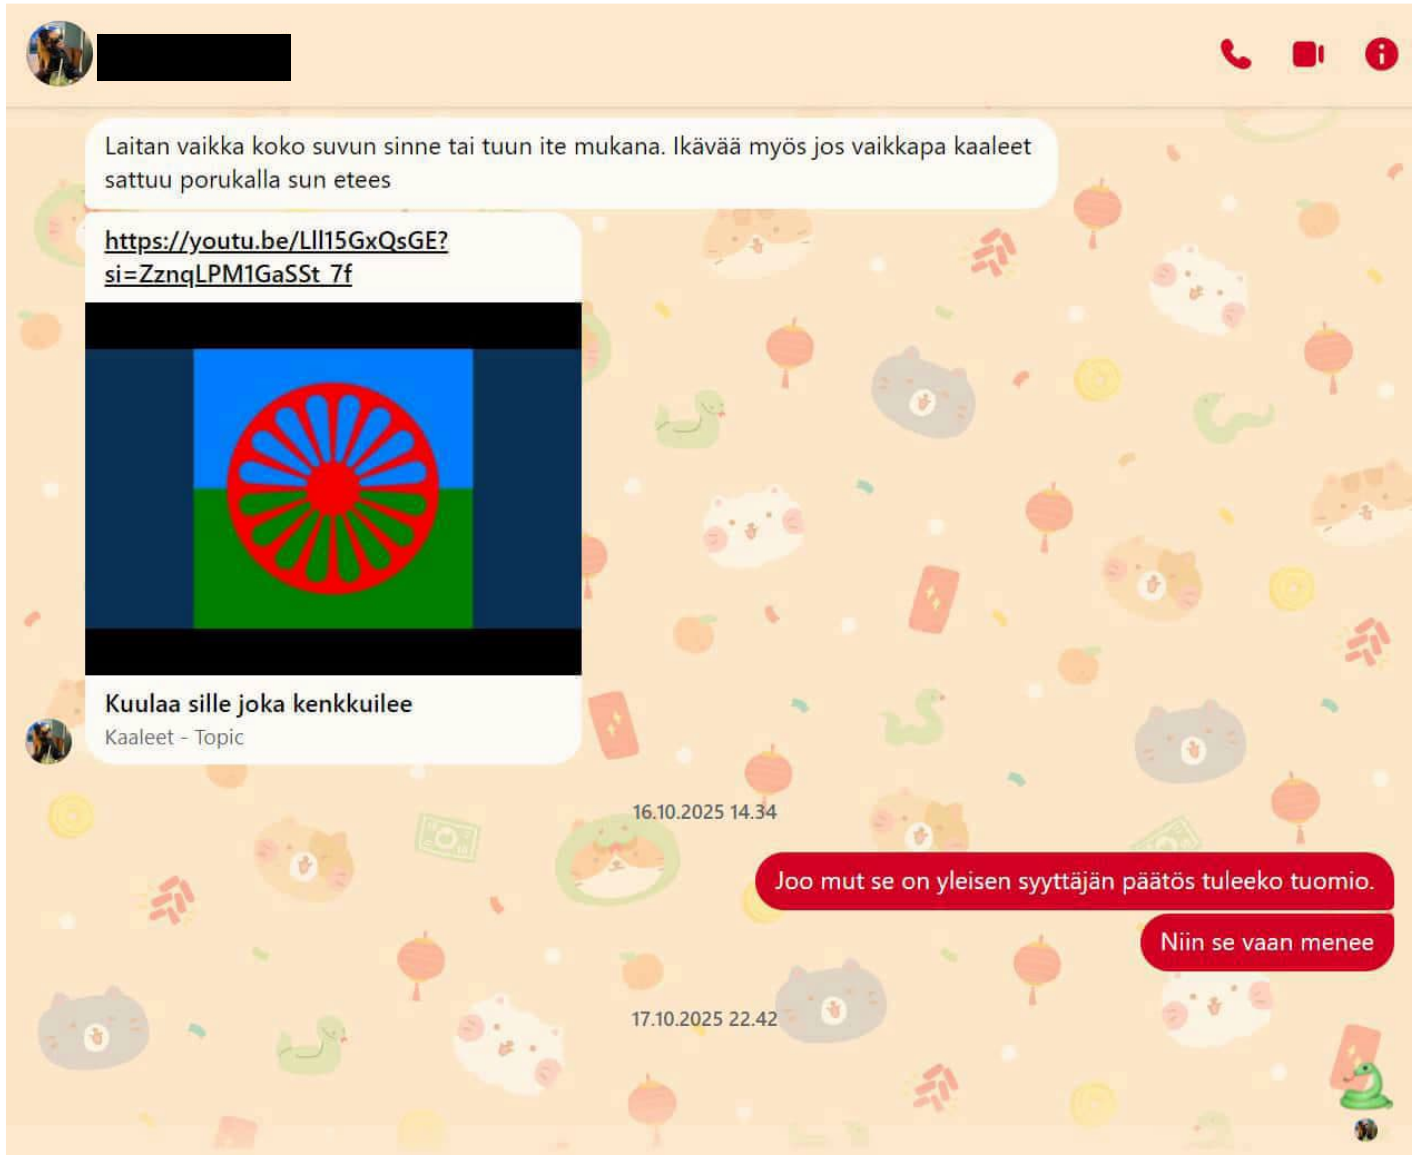 Laitan vaikka koko suvun sinne tai tuun ite mukana. Ikävää myös jos vaikkapa kaaleet
sattuu porukalla sun etees
https://youtu.be/Lll15GxQsGE?
si=ZznqLPM1GaSSt_7f
Kuulaa sille joka kenkkuilee
Kaaleet - Topic
16.10.2025 14.34
Joo mut se on yleisen syyttäjän päätös tuleeko tuomio.
Niin se vaan menee
17.10.2025 22.42